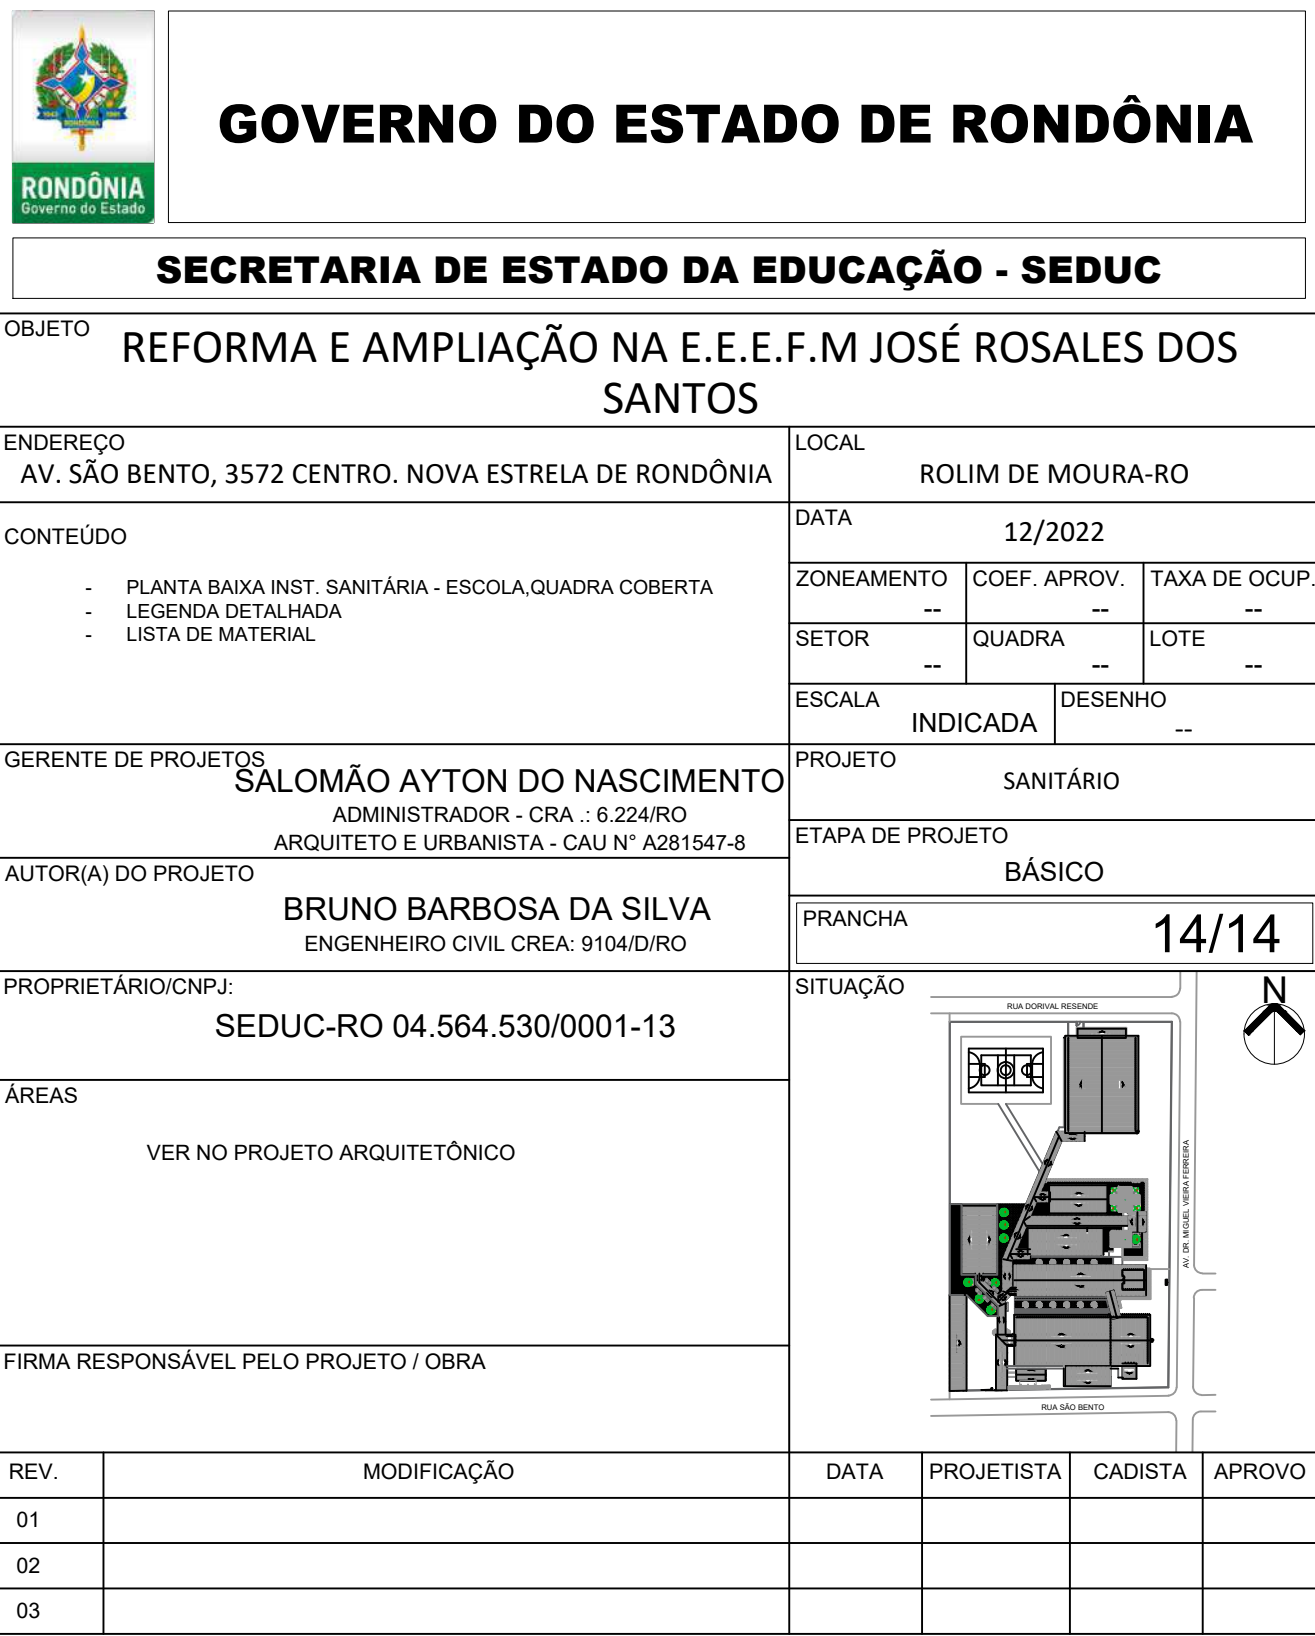 RONDÔNIA
Governo do Estado
GOVERNO DO ESTADO DE RONDÔNIA
SECRETARIA DE ESTADO DA EDUCAÇÃO - SEDUC
OBJETO
REFORMA E AMPLIAÇÃO NA E.E.E.F.M JOSÉ ROSALES DOS
SANTOS
ENDEREÇO
AV. SÃO BENTO, 3572 CENTRO. NOVA ESTRELA DE RONDÔNIA
LOCAL
ROLIM DE MOURA-RO
CONTEÚDO
- PLANTA BAIXA INST. SANITÁRIA - ESCOLA,QUADRA COBERTA
- LEGENDA DETALHADA
- LISTA DE MATERIAL
DATA
12/2022
ZONEAMENTO
--
COEF. APROV.
--
TAXA DE OCUP.
--
SETOR
--
QUADRA
--
LOTE
--
ESCALA
INDICADA
DESENHO
--
GERENTE DE PROJETOS
SALOMÃO AYTON DO NASCIMENTO
ADMINISTRADOR - CRA .: 6.224/RO
ARQUITETO E URBANISTA - CAU N° A281547-8
PROJETO
SANITÁRIO
ETAPA DE PROJETO
BÁSICO
AUTOR(A) DO PROJETO
BRUNO BARBOSA DA SILVA
ENGENHEIRO CIVIL CREA: 9104/D/RO
PRANCHA
14/14
PROPRIETÁRIO/CNPJ:
SEDUC-RO 04.564.530/0001-13
SITUAÇÃO
N
RUA DORIVAL RESENDE
AV. DR. MIGUEL VIEIRA FERREIRA
RUA SÃO BENTO
ÁREAS
VER NO PROJETO ARQUITETÔNICO
FIRMA RESPONSÁVEL PELO PROJETO / OBRA
REV. MODIFICAÇÃO DATA PROJETISTA CADISTA APROVO
01
02
03